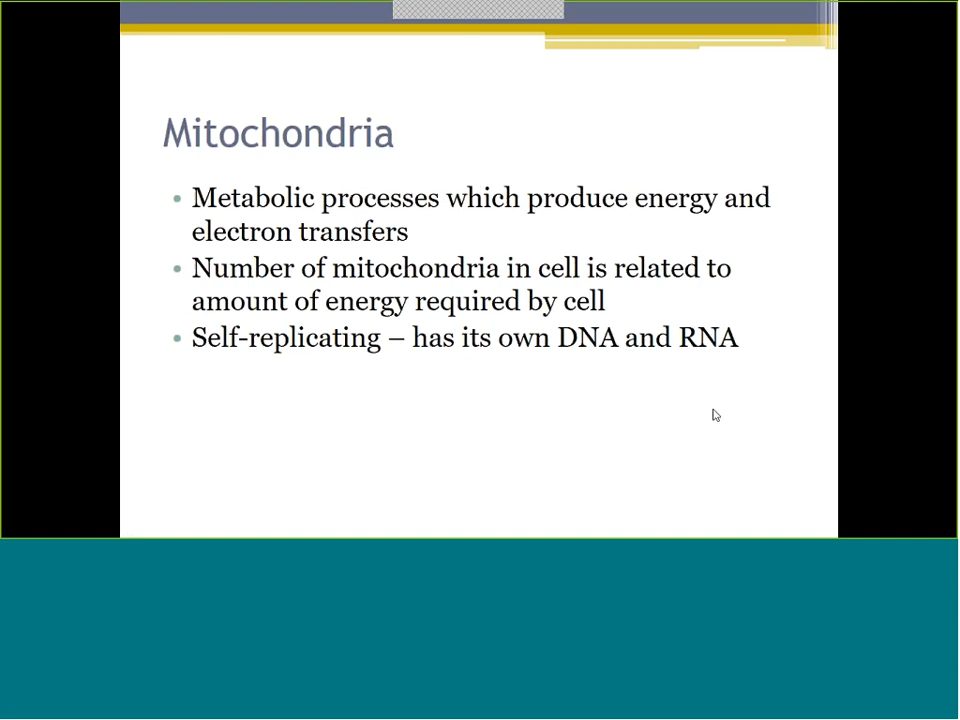 Mitochondria
• Metabolic processes which produce energy and
electron transfers
• Number of mitochondria in cell is related to
amount of energy required by cell
• Self-replicating – has its own DNA and RNA